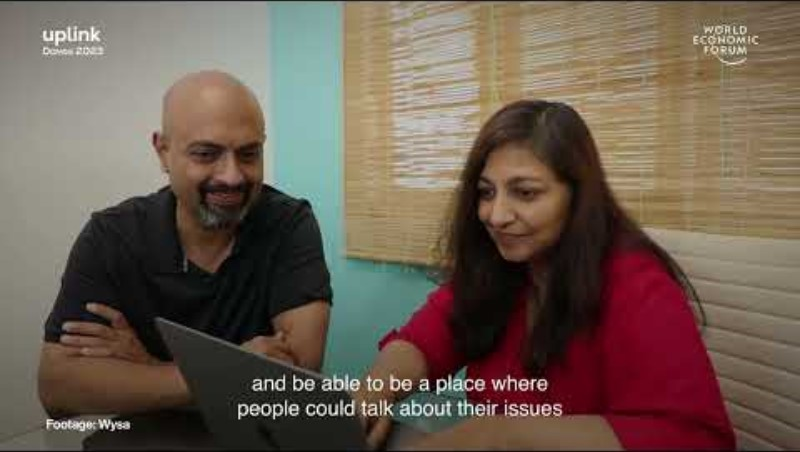 uplink
Davos 2023
WORLD
ECONOMIC
FORUM
and be able to be a place where
people could talk about their issues
Footage: Wysa